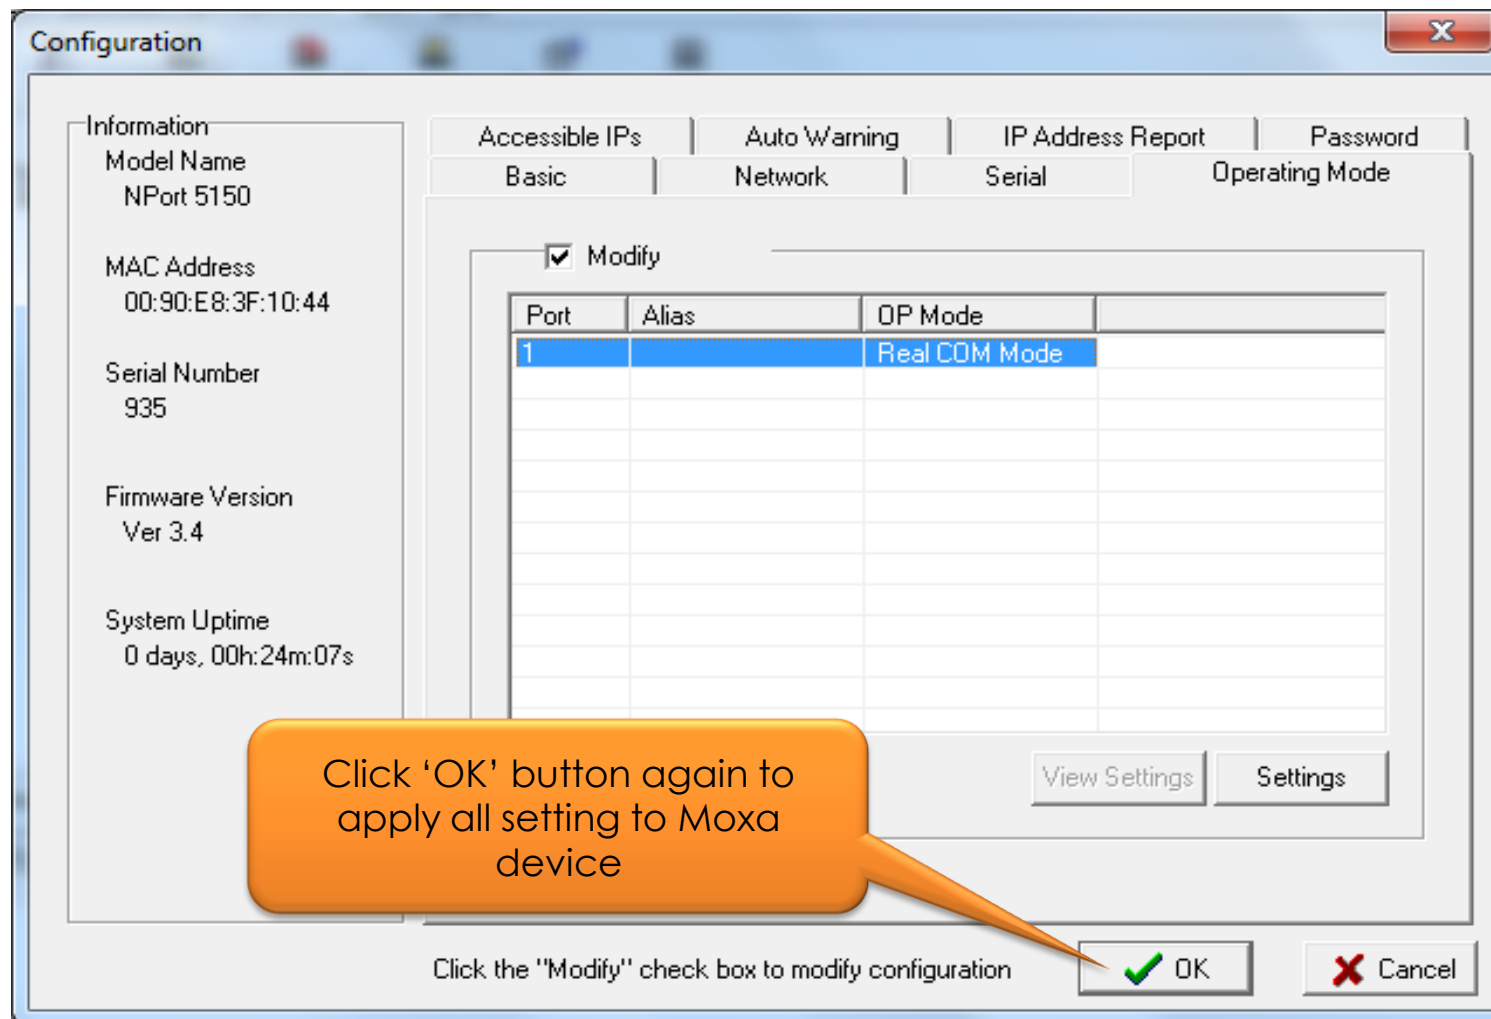 Configuration
Information
Model Name
NPort 5150
MAC Address
00:90:E8:3F:10:44
Serial Number
935
Firmware Version
Ver 3.4
System Uptime
0 days, 00h:24m:07s
Accessible IPs Auto Warning IP Address Report Password
Basic Network Serial Operating Mode
Modify
Port Alias OP Mode
1 Real COM Mode
View Settings Settings
Click ‘OK’ button again to
apply all setting to Moxa
device
Click the "Modify" check box to modify configuration
OK
Cancel